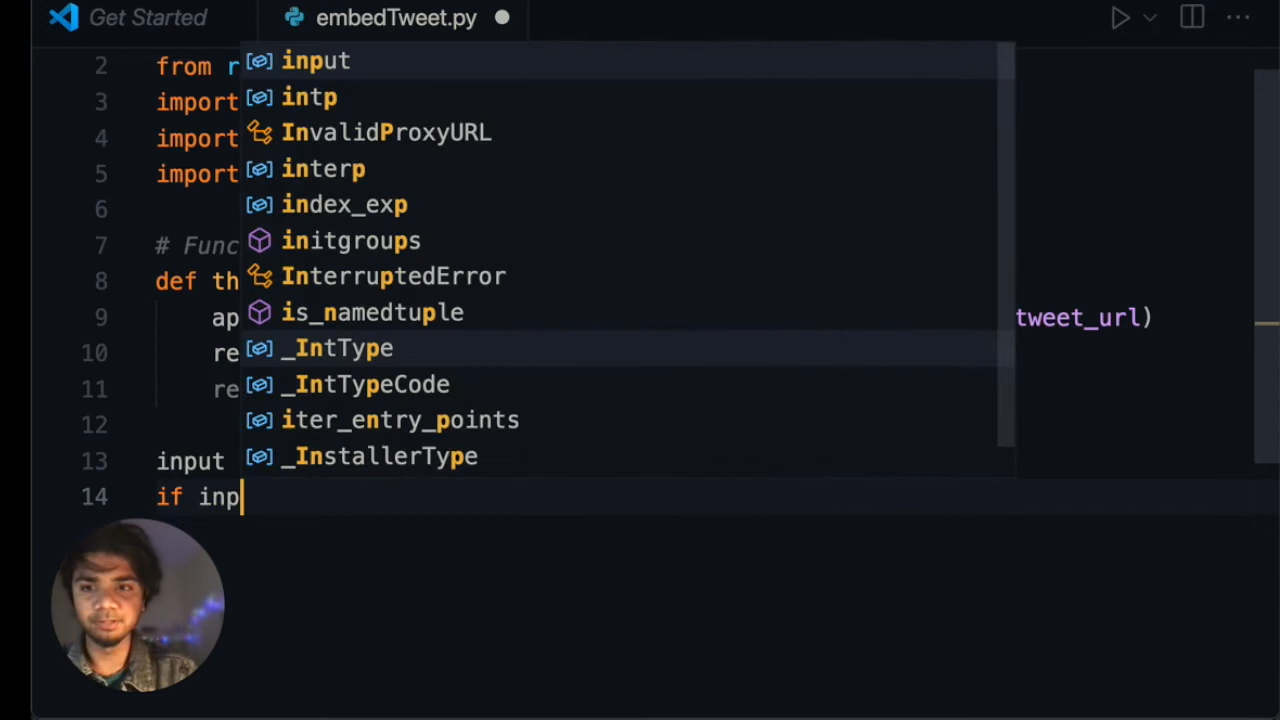 Get Started
embedTweet.py
2 from r
3 import
4 import
5 import
6
7 # Func
8 def th
9 ap tweet_url)
10 re
11 re
12
13 input
14 if inp
input
intp
InvalidProxyURL
interp
index_exp
initgroups
InterruptedError
is_namedtuple
_IntType
_IntTypeCode
iter_entry_points
_InstallerType